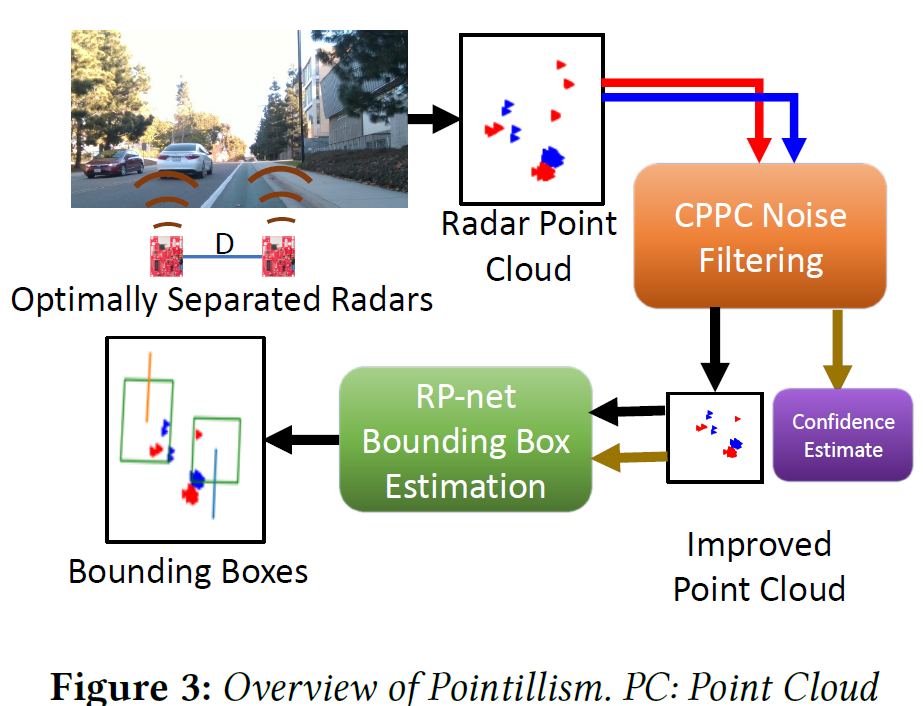 D
Optimally Separated Radars
Radar Point
Cloud
CPPC Noise
Filtering
RP-net
Bounding Box
Estimation
Confidence
Estimate
Bounding Boxes
Improved
Point Cloud
Figure 3: Overview of Pointillism. PC: Point Cloud